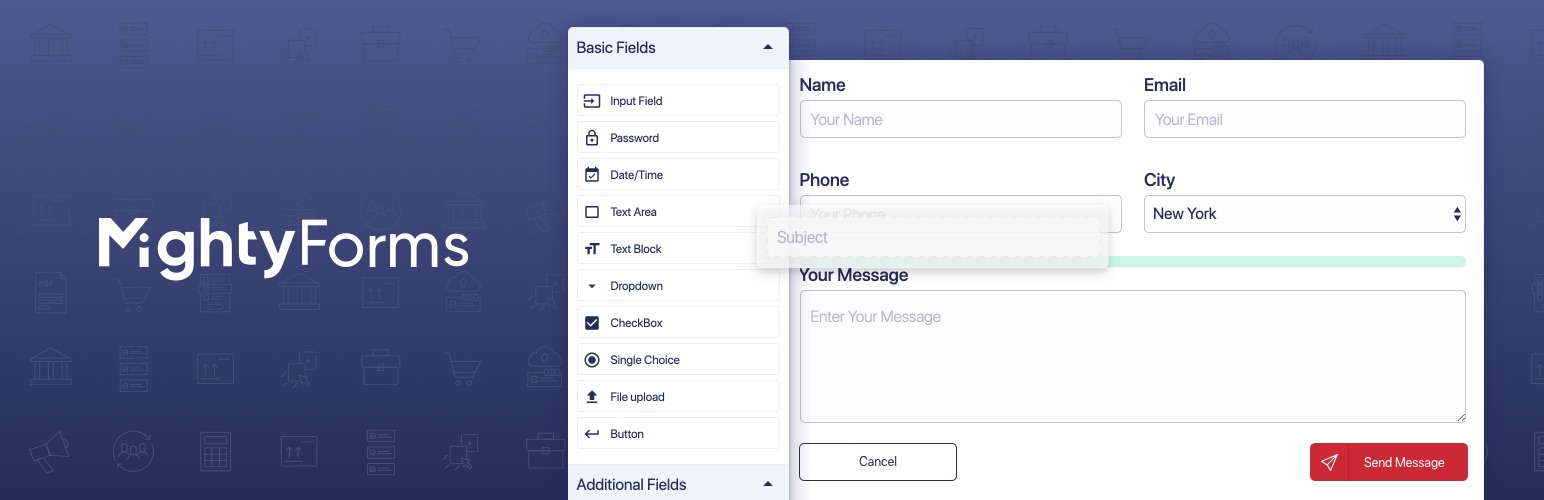 MightyForms
Basic Fields
Input Field
Password
Date/Time
Text Area
Text Block
Dropdown
CheckBox
Single Choice
File upload
Button
Additional Fields
Name
Email
Your Name
Your Email
Phone
City
Your Phone
New York
Subject
Your Message
Enter Your Message
Cancel
Send Message
PDF